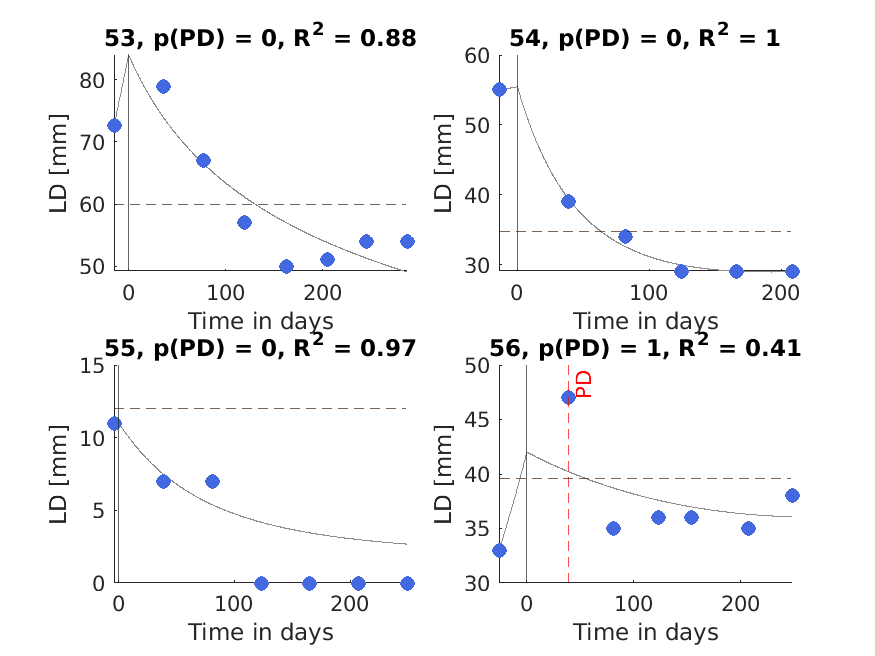 53, p(PD) = 0, R² = 0.88
LD [mm]
80
70
60
50
0
100
200
Time in days
54, p(PD) = 0, R² = 1
LD [mm]
60
50
40
30
0
100
200
Time in days
55, p(PD) = 0, R² = 0.97
LD [mm]
15
10
5
0
0
100
200
Time in days
56, p(PD) = 1, R² = 0.41
LD [mm]
50
45
40
35
30
PD
0
100
200
Time in days